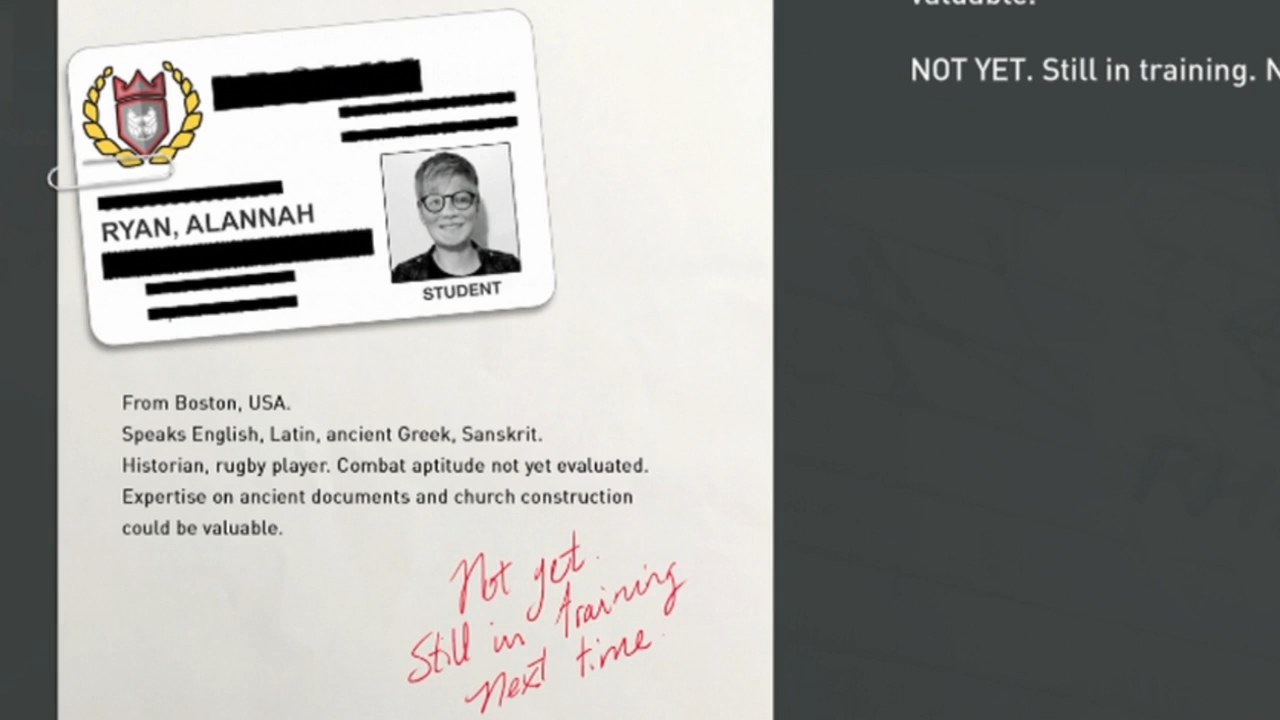 RYAN, ALANNAH
STUDENT
From Boston, USA.
Speaks English, Latin, ancient Greek, Sanskrit.
Historian, rugby player. Combat aptitude not yet evaluated.
Expertise on ancient documents and church construction
could be valuable.
Not yet.
Still in training
Next time.
valuable.
NOT YET. Still in training. N